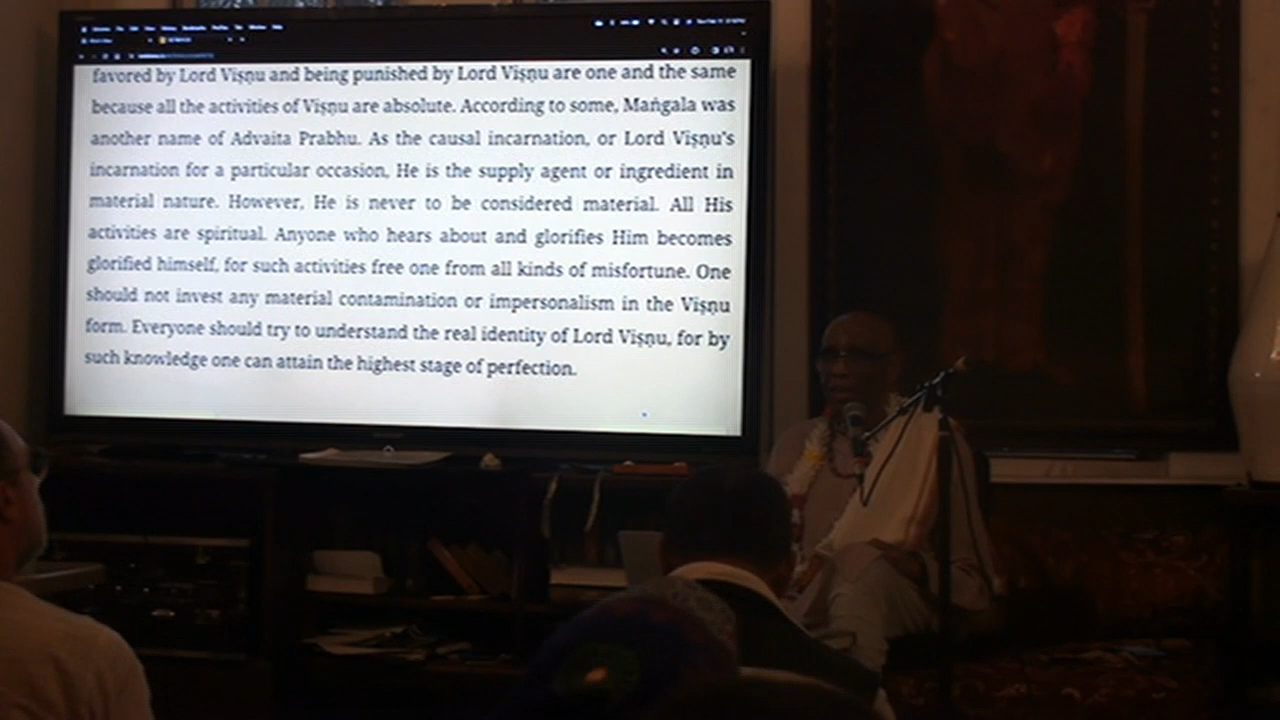 favored by Lord Viṣṇu and being punished by Lord Viṣṇu are one and the same
because all the activities of Viṣṇu are absolute. According to some, Maṅgala was
another name of Advaita Prabhu. As the causal incarnation, or Lord Viṣṇu's
incarnation for a particular occasion, He is the supply agent or ingredient in
material nature. However, He is never to be considered material. All His
activities are spiritual. Anyone who hears about and glorifies Him becomes
glorified himself, for such activities free one from all kinds of misfortune. One
should not invest any material contamination or impersonalism in the Viṣṇu
form. Everyone should try to understand the real identity of Lord Viṣṇu, for by
such knowledge one can attain the highest stage of perfection.